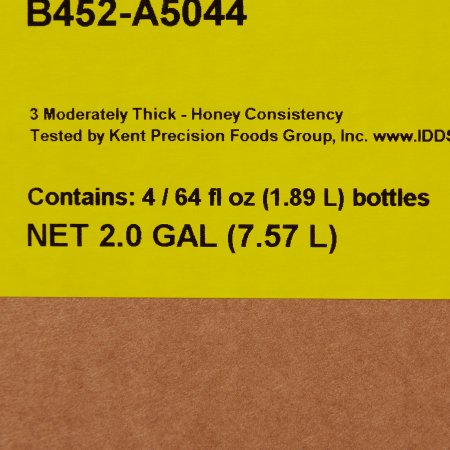 B452-A5044
3 Moderately Thick - Honey Consistency
Tested by Kent Precision Foods Group, Inc. www.IDDS
Contains: 4 / 64 fl oz (1.89 L) bottles
NET 2.0 GAL (7.57 L)